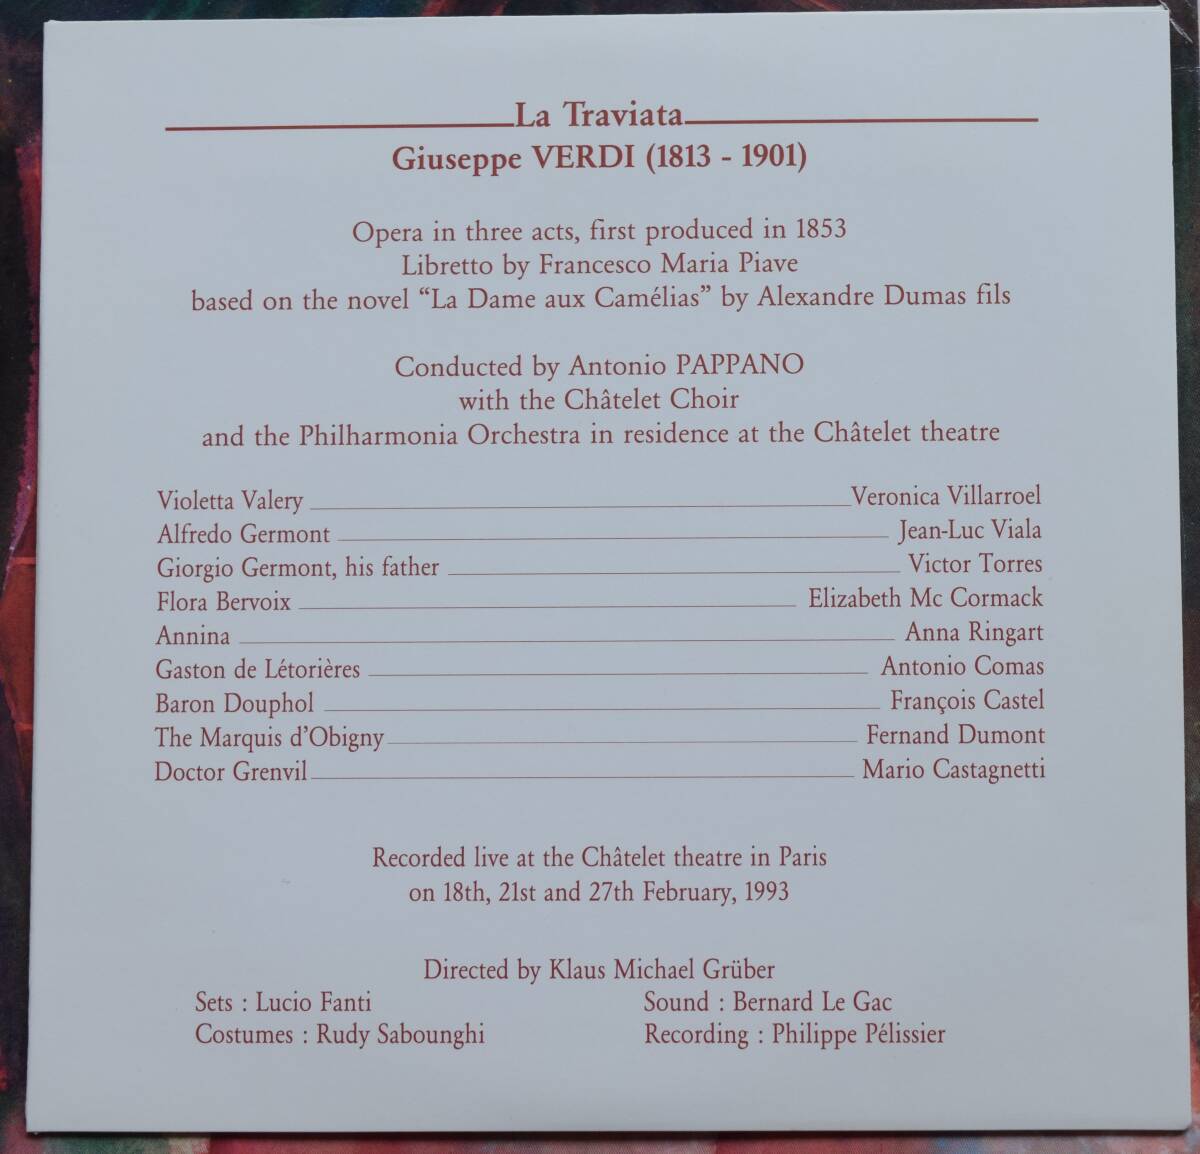 La Traviata
Giuseppe VERDI (1813 - 1901)
Opera in three acts, first produced in 1853
Libretto by Francesco Maria Piave
based on the novel “La Dame aux Camélias” by Alexandre Dumas fils
Conducted by Antonio PAPPANO
with the Châtelet Choir
and the Philharmonia Orchestra in residence at the Châtelet theatre
Violetta Valery Veronica Villarroel
Alfredo Germont Jean-Luc Viala
Giorgio Germont, his father Victor Torres
Flora Bervoix Elizabeth Mc Cormack
Annina Anna Ringart
Gaston de Létorières Antonio Comas
Baron Douphol François Castel
The Marquis d’Obigny Fernand Dumont
Doctor Grenvil Mario Castagnetti
Recorded live at the Châtelet theatre in Paris
on 18th, 21st and 27th February, 1993
Directed by Klaus Michael Grüber
Sets : Lucio Fanti Sound : Bernard Le Gac
Costumes : Rudy Sabounghi Recording : Philippe Pélissier